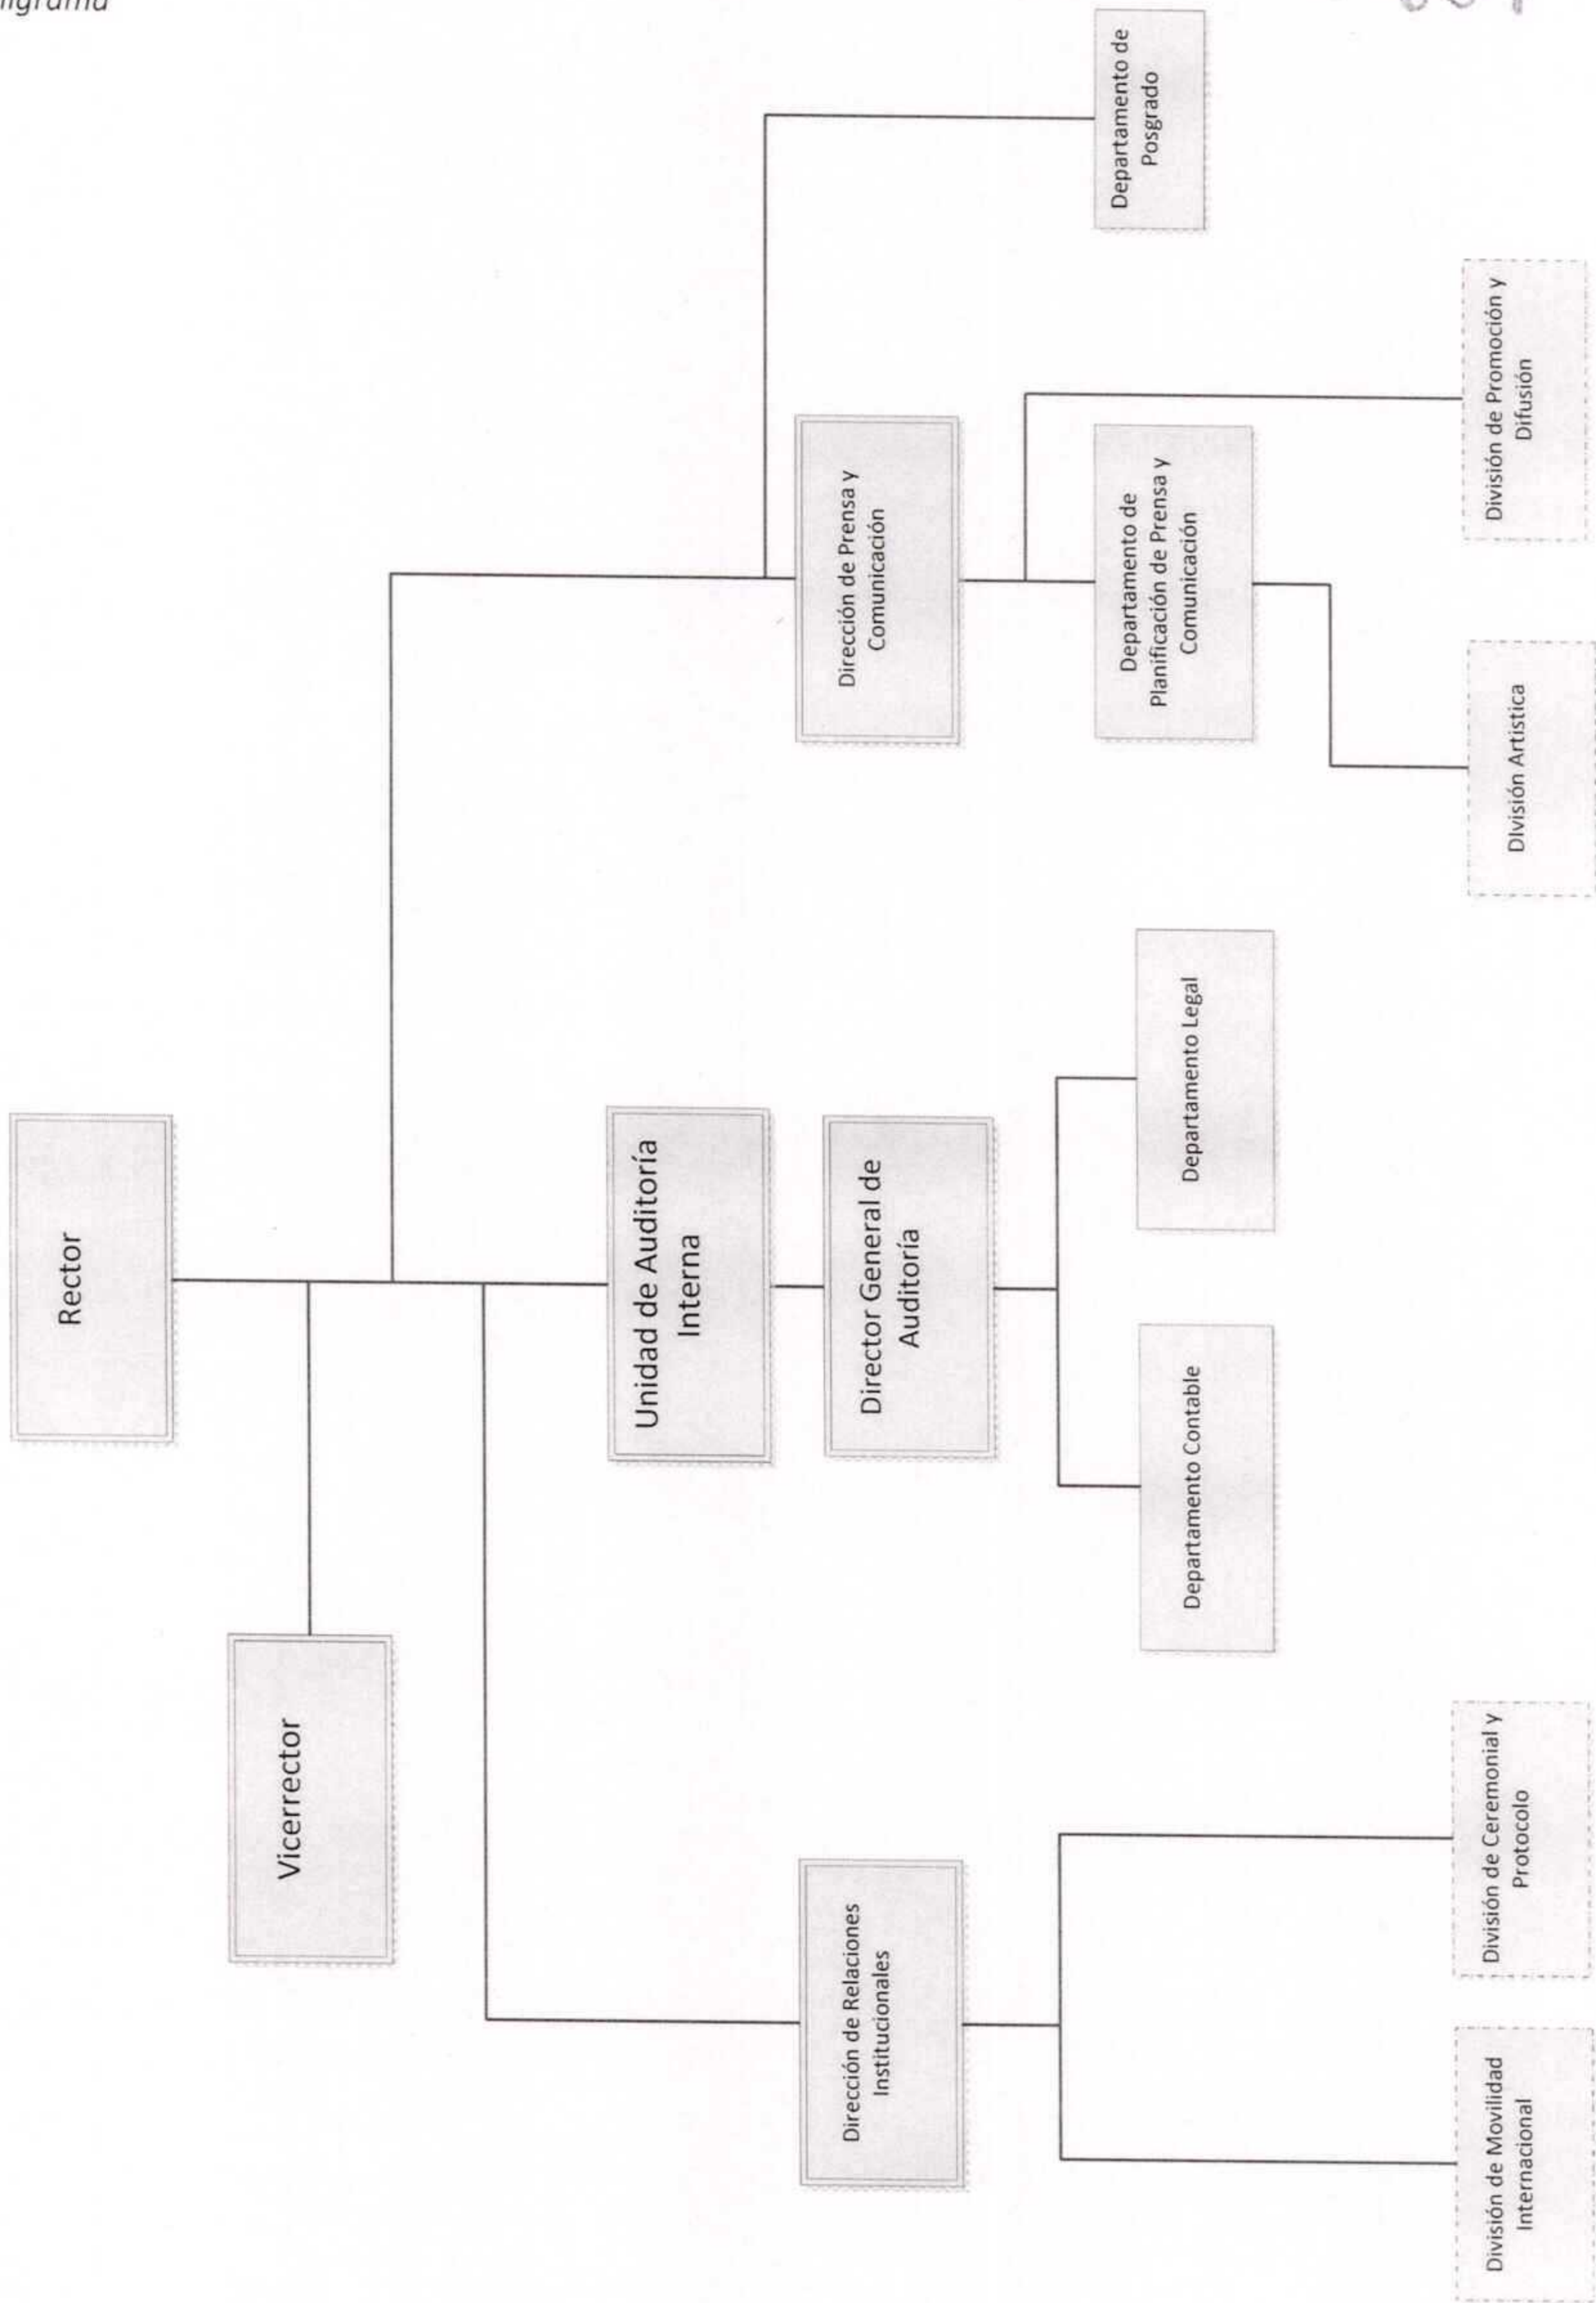 Rector
Vicerrector
Unidad de Auditoría
Interna
Director General de
Auditoría
Dirección de Relaciones
Institucionales
Dirección de Prensa y
Comunicación
Departamento de
Planificación de Prensa y
Comunicación
Departamento de
Posgrado
Departamento Contable
Departamento Legal
División de Movilidad
Internacional
División de Ceremonial y
Protocolo
DIvisión Artistica
División de Promoción y
Difusión